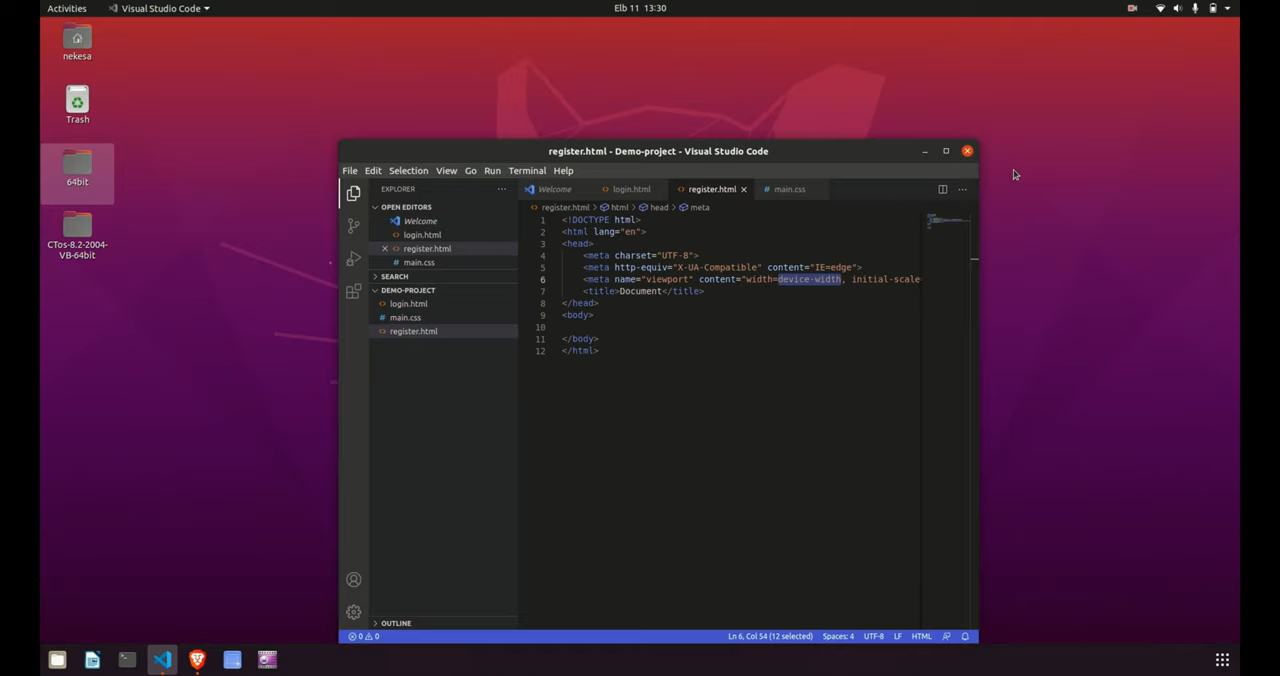 Activities
Visual Studio Code
Elb 11 13:30
nekesa
Trash
64bit
CTos-8.2-2004-
VB-64bit
register.html - Demo-project - Visual Studio Code
File Edit Selection View Go Run Terminal Help
EXPLORER
OPEN EDITORS
Welcome
login.html
register.html
main.css
SEARCH
DEMO-PROJECT
login.html
main.css
register.html
OUTLINE
Welcome login.html register.html main.css
register.html > html > head > meta
1 <!DOCTYPE html>
2 <html lang="en">
3 <head>
4 <meta charset="UTF-8">
5 <meta http-equiv="X-UA-Compatible" content="IE=edge">
6 <meta name="viewport" content="width=device-width, initial-scale
7 <title>Document</title>
8 </head>
9 <body>
10
11 </body>
12 </html>
0 0
Ln 6, Col 54 (12 selected) Spaces: 4 UTF-8 LF HTML